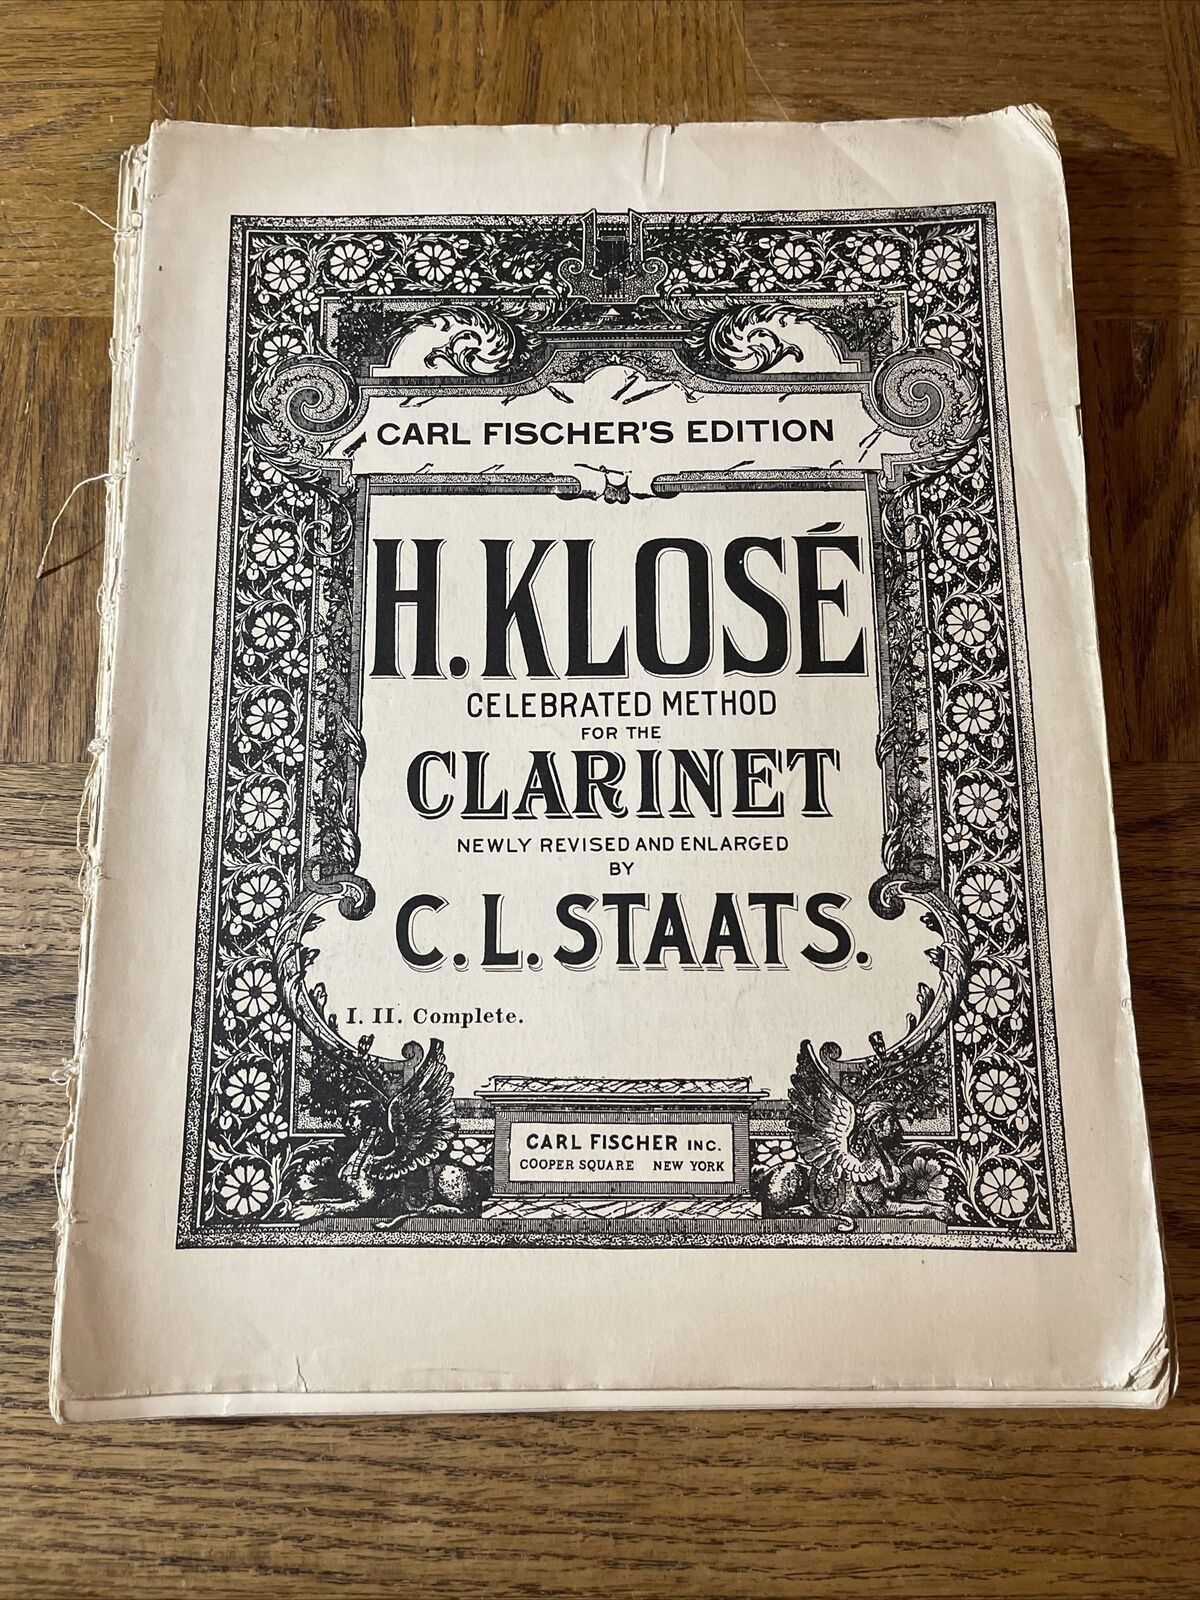 CARL FISCHER'S EDITION
H. KLOSÉ
CELEBRATED METHOD
FOR THE
CLARINET
NEWLY REVISED AND ENLARGED
BY
C. L. STAATS.
I. II. Complete.
CARL FISCHER INC.
COOPER SQUARE NEW YORK